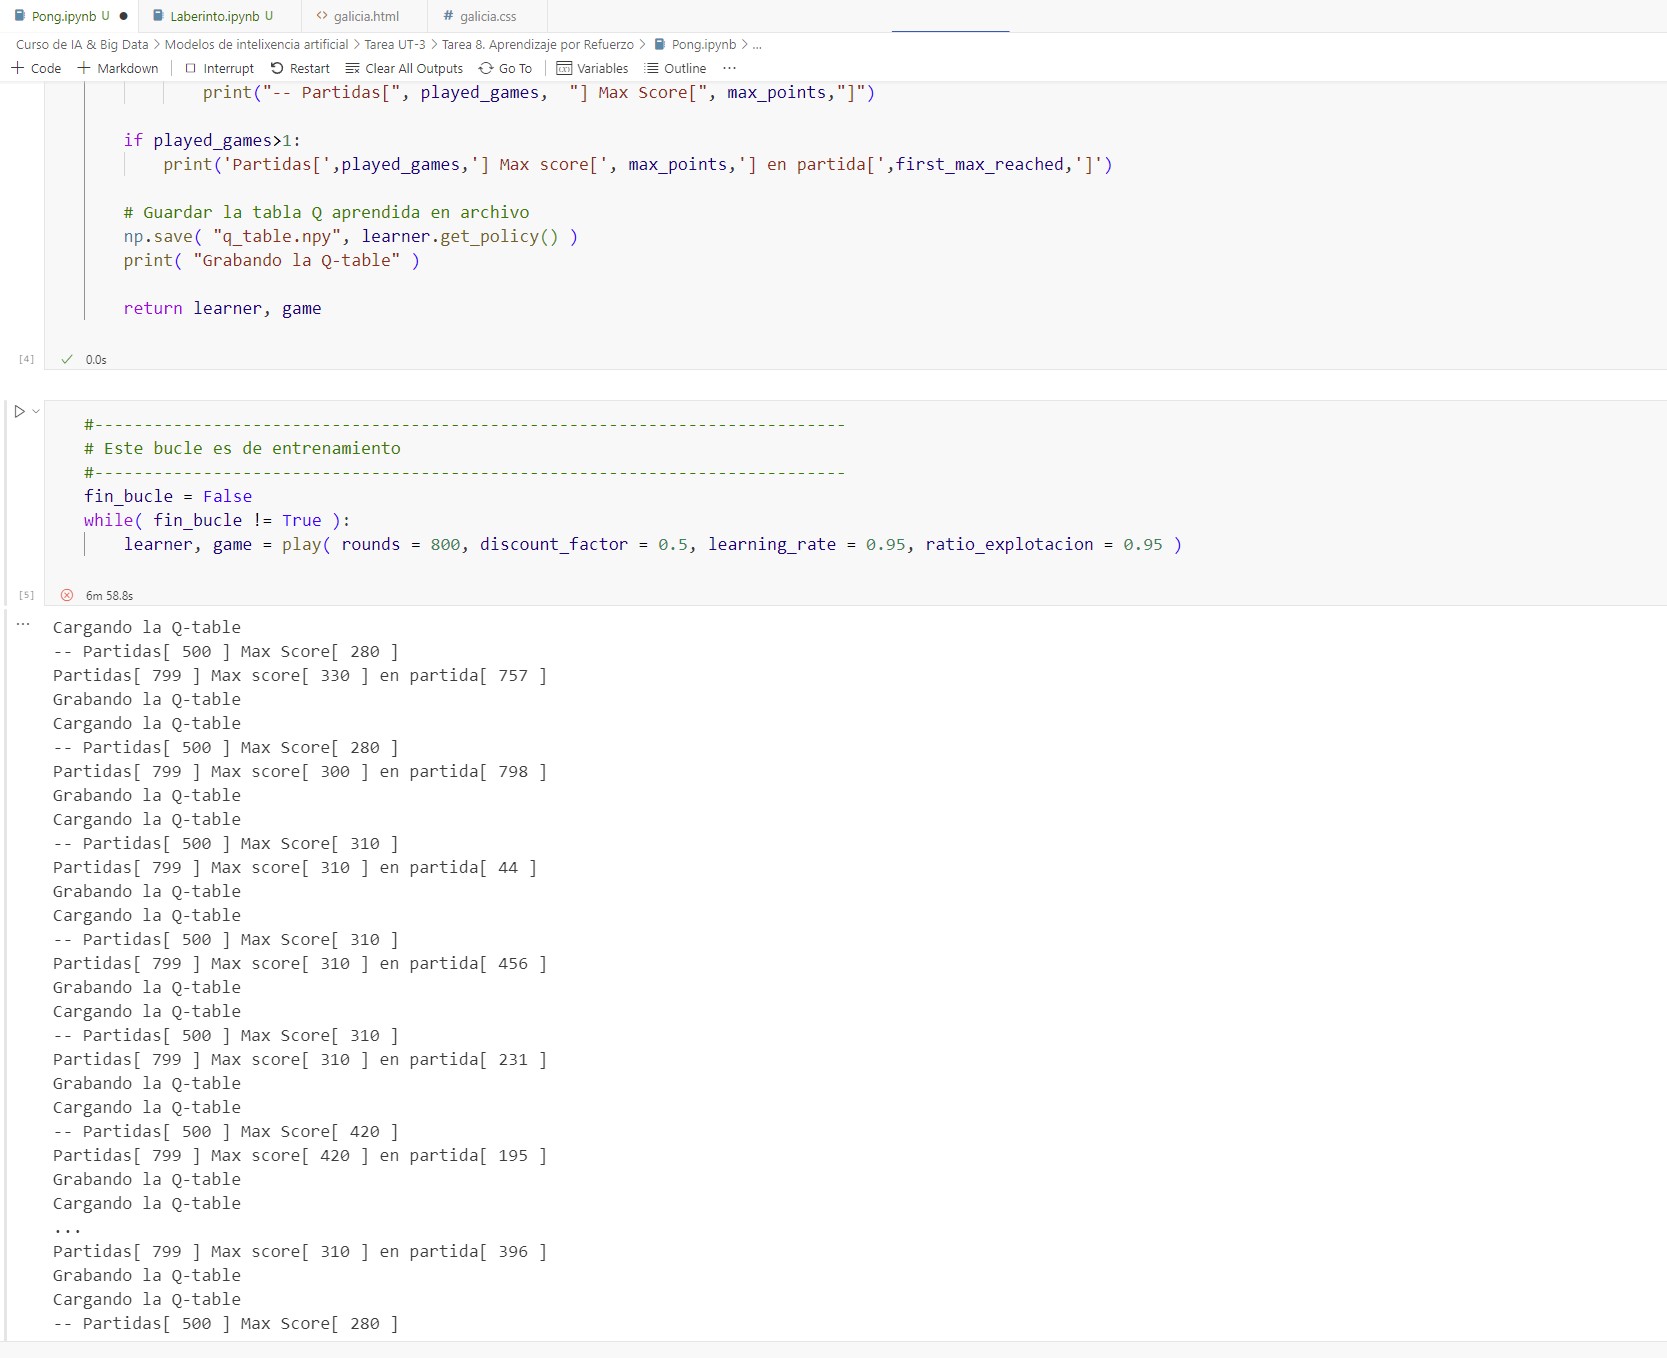 Pong.ipynb U ● Laberinto.ipynb U <> galicia.html # galicia.css
Curso de IA & Big Data > Modelos de intelixencia artificial > Tarea UT-3 > Tarea 8. Aprendizaje por Refuerzo > Pong.ipynb > ...
+ Code + Markdown | Interrupt Restart Clear All Outputs Go To | Variables Outline ...
print("-- Partidas[", played_games,  "] Max Score[", max_points,"]")
if played_games>1:
print('Partidas[',played_games,'] Max score[', max_points,'] en partida[',first_max_reached,']')
# Guardar la tabla Q aprendida en archivo
np.save( "q_table.npy", learner.get_policy() )
print( "Grabando la Q-table" )
return learner, game
[4] ✓ 0.0s
#----------------------------------------------------------------------------
# Este bucle es de entrenamiento
#----------------------------------------------------------------------------
fin_bucle = False
while( fin_bucle != True ):
learner, game = play( rounds = 800, discount_factor = 0.5, learning_rate = 0.95, ratio_explotacion = 0.95 )
[5] 6m 58.8s
... Cargando la Q-table
-- Partidas[ 500 ] Max Score[ 280 ]
Partidas[ 799 ] Max score[ 330 ] en partida[ 757 ]
Grabando la Q-table
Cargando la Q-table
-- Partidas[ 500 ] Max Score[ 280 ]
Partidas[ 799 ] Max score[ 300 ] en partida[ 798 ]
Grabando la Q-table
Cargando la Q-table
-- Partidas[ 500 ] Max Score[ 310 ]
Partidas[ 799 ] Max score[ 310 ] en partida[ 44 ]
Grabando la Q-table
Cargando la Q-table
-- Partidas[ 500 ] Max Score[ 310 ]
Partidas[ 799 ] Max score[ 310 ] en partida[ 456 ]
Grabando la Q-table
Cargando la Q-table
-- Partidas[ 500 ] Max Score[ 310 ]
Partidas[ 799 ] Max score[ 310 ] en partida[ 231 ]
Grabando la Q-table
Cargando la Q-table
-- Partidas[ 500 ] Max Score[ 420 ]
Partidas[ 799 ] Max score[ 420 ] en partida[ 195 ]
Grabando la Q-table
Cargando la Q-table
...
Partidas[ 799 ] Max score[ 310 ] en partida[ 396 ]
Grabando la Q-table
Cargando la Q-table
-- Partidas[ 500 ] Max Score[ 280 ]